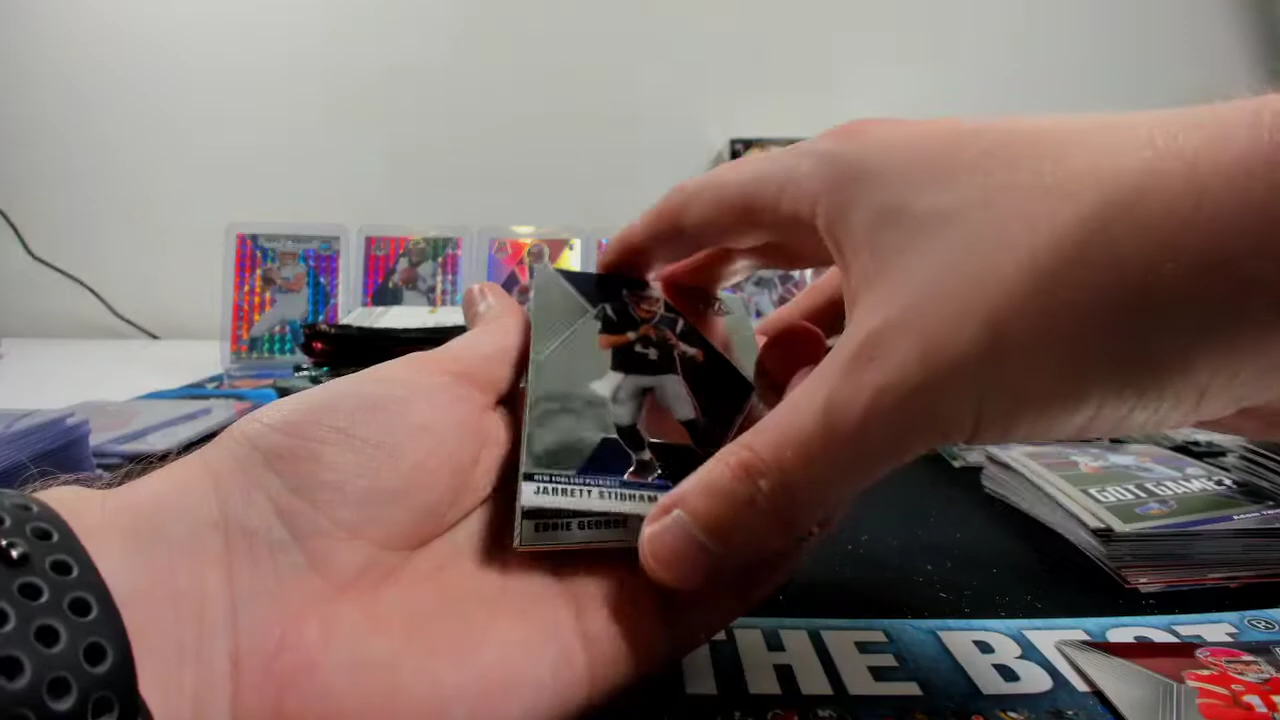 NEW ENGLAND PATRIOTS
JARRETT STIDHAM
EDDIE GEORGE
GOT GAME?
THE BEST®